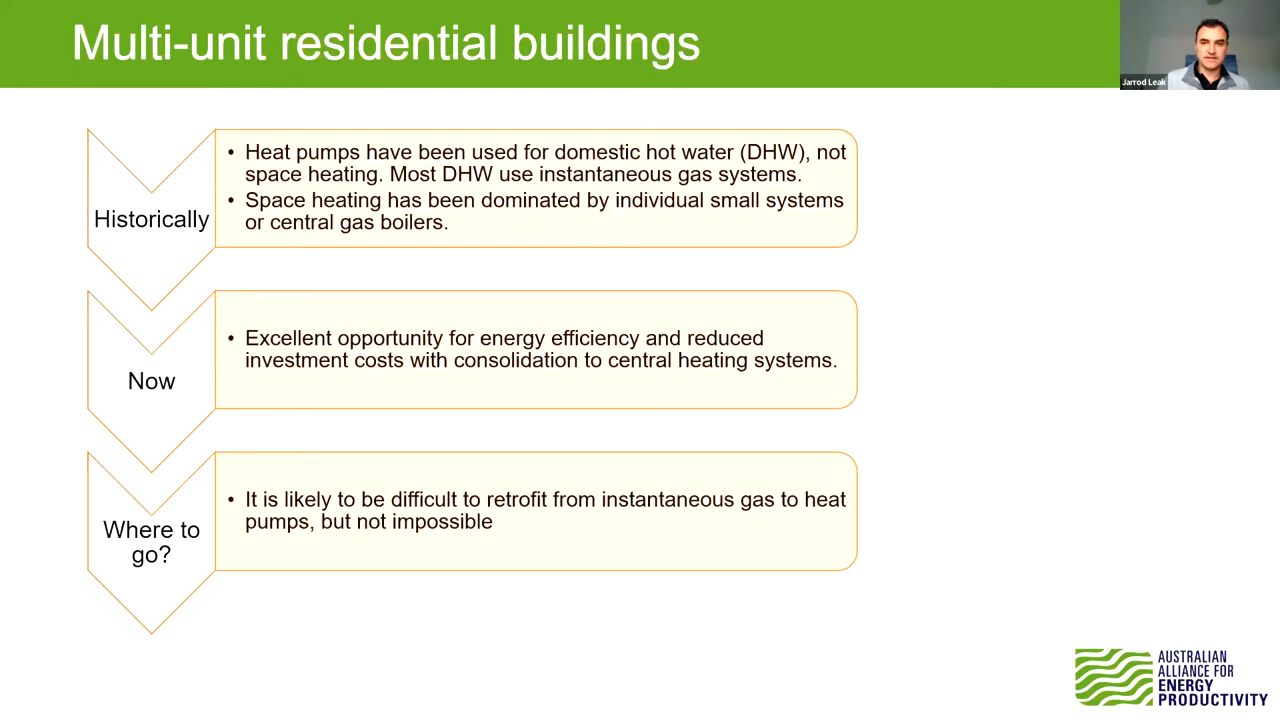 Multi-unit residential buildings
Jarrod Leak
Historically
• Heat pumps have been used for domestic hot water (DHW), not
space heating. Most DHW use instantaneous gas systems.
• Space heating has been dominated by individual small systems
or central gas boilers.
Now
• Excellent opportunity for energy efficiency and reduced
investment costs with consolidation to central heating systems.
Where to
go?
• It is likely to be difficult to retrofit from instantaneous gas to heat
pumps, but not impossible
AUSTRALIAN
ALLIANCE FOR
ENERGY
PRODUCTIVITY